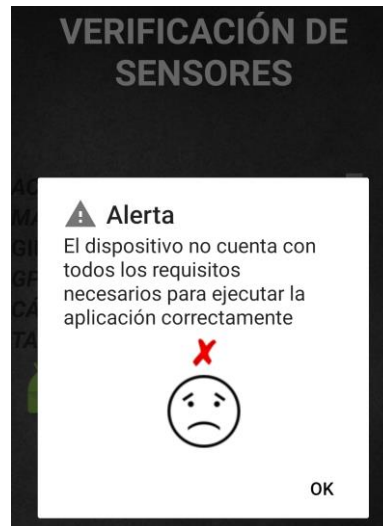 VERIFICACIÓN DE
SENSORES
Alerta
El dispositivo no cuenta con
todos los requisitos
necesarios para ejecutar la
aplicación correctamente
OK